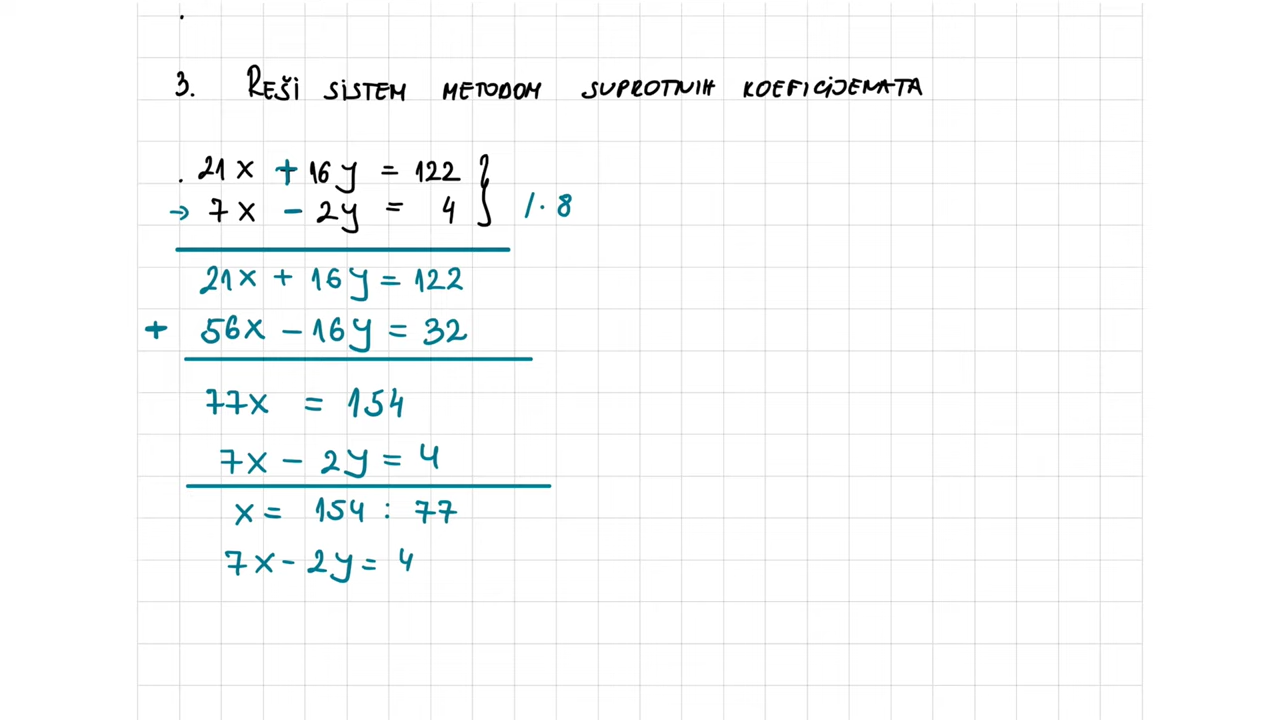 3. REŠI SISTEM METODOM SUPROTNIH KOEFICIJENATA
. 21x + 16y = 122
→ 7x - 2y = 4 } /· 8
21x + 16y = 122
+ 56x - 16y = 32
77x = 154
7x - 2y = 4
x = 154 : 77
7x - 2y = 4